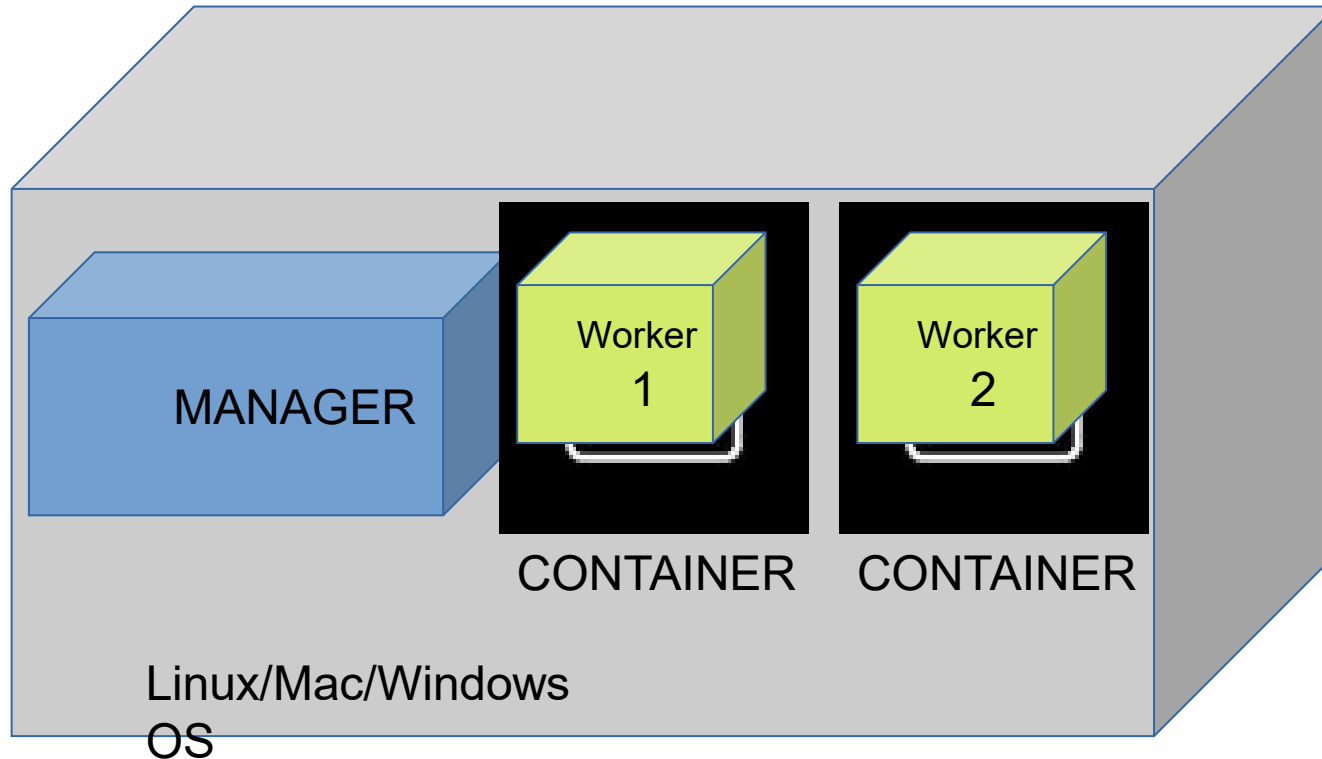 MANAGER
Worker
1
Worker
2
CONTAINER
CONTAINER
Linux/Mac/Windows
OS